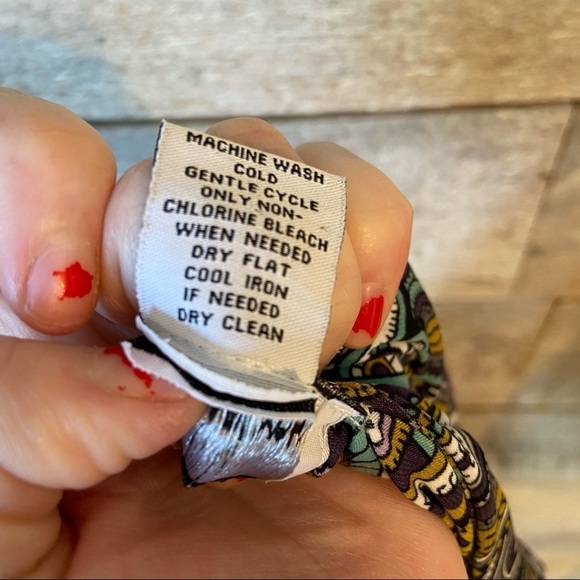 MACHINE WASH
COLD
GENTLE CYCLE
ONLY NON-
CHLORINE BLEACH
WHEN NEEDED
DRY FLAT
COOL IRON
IF NEEDED
DRY CLEAN